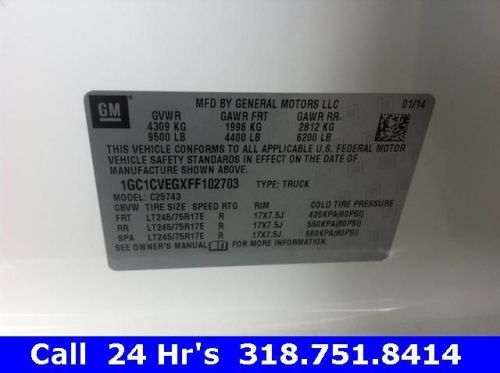 GM
MFD BY GENERAL MOTORS LLC 01/14
GVWR GAWR FRT GAWR RR
4309 KG 1996 KG 2812 KG
9500 LB 4400 LB 6200 LB
THIS VEHICLE CONFORMS TO ALL APPLICABLE U.S. FEDERAL MOTOR
VEHICLE SAFETY STANDARDS IN EFFECT ON THE DATE OF
MANUFACTURE SHOWN ABOVE.
1GC1CVEGXFF102703 TYPE: TRUCK
MODEL: C25743
CBVW TIRE SIZE SPEED RTG RIM COLD TIRE PRESSURE
FRT LT245/75R17E R 17X7.5J 420KPA(60PSI)
RR LT245/75R17E R 17X7.5J 550KPA(80PSI)
SPA LT245/75R17E R 17X7.5J 550KPA(80PSI)
SEE OWNER'S MANUAL FOR MORE INFORMATION
Call 24 Hr's 318.751.8414